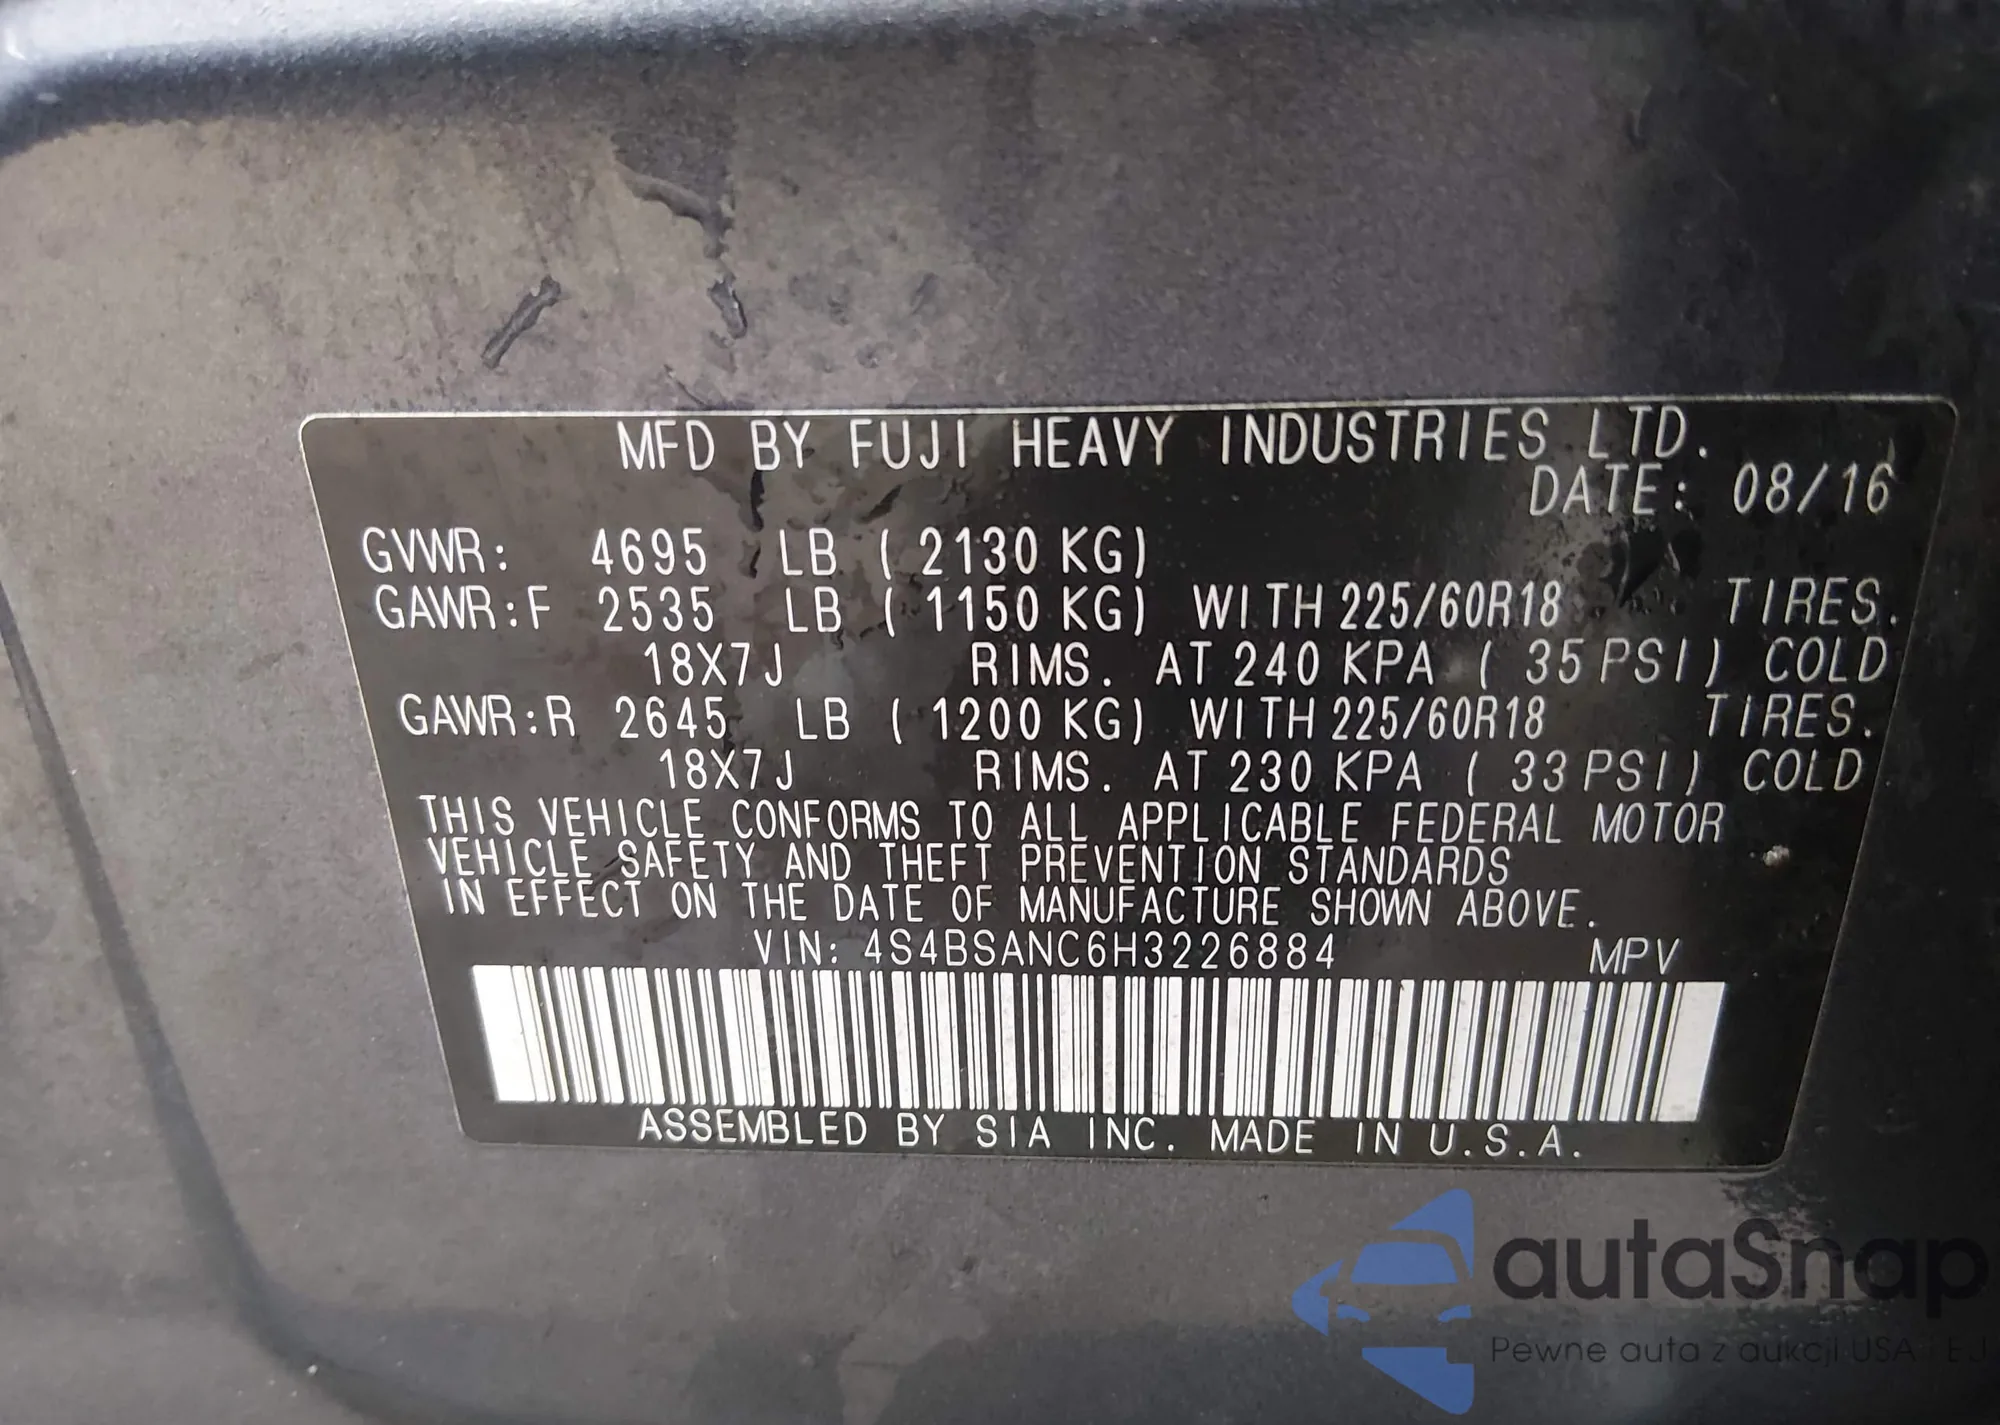 MFD BY FUJI HEAVY INDUSTRIES LTD.
DATE: 08/16
GVWR: 4695 LB ( 2130 KG)
GAWR:F 2535 LB ( 1150 KG) WITH 225/60R18 TIRES.
18X7J RIMS. AT 240 KPA ( 35 PSI) COLD
GAWR:R 2645 LB ( 1200 KG) WITH 225/60R18 TIRES.
18X7J RIMS. AT 230 KPA ( 33 PSI) COLD
THIS VEHICLE CONFORMS TO ALL APPLICABLE FEDERAL MOTOR
VEHICLE SAFETY AND THEFT PREVENTION STANDARDS
IN EFFECT ON THE DATE OF MANUFACTURE SHOWN ABOVE.
VIN: 4S4BSANC6H3226884 MPV
ASSEMBLED BY SIA INC. MADE IN U.S.A.
autaSnap
Pewne auta z aukcji USA